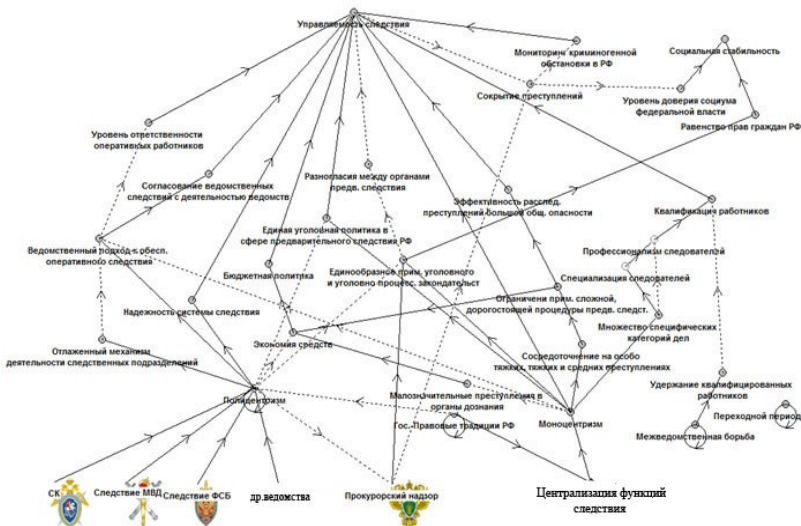 Управляемость следствия
Мониторинг криминогенной
обстановки в РФ
Социальная стабильность
Сокрытие преступлений
Уровень доверия социума
федеральной власти
Равенство прав граждан РФ
Уровень ответственности
оперативных работников
Согласование ведомственных
следствий с деятельностью ведомств
Разногласия между органами
предв. следствия
Эффективность расслед.
преступлений большой общ. опасности
Квалификация работников
Единая уголовная политика в
сфере предварительного следствия РФ
Ведомственный подход к обесп.
оперативного следствия
Профессионализм следователей
Бюджетная политика
Единообразное прим. уголовного
и уголовно процесс. закондательст
Специализация следователей
Ограничени прим. сложной,
дорогостоящей процедуры предв. следст.
Надежность системы следствия
Множество специфических
категорий дел
Экономия средств
Отлаженный механизм
деятельности следственных подразделений
Сосредоточение на особо
тяжких, тяжких и средних преступлениях
Удержание квалифицированных
работников
Полицентризм
Малозначительные преступления в
органы дознания
Гос.-Правовые традиции РФ
Моноцентризм
Переходной период
Межведомственная борьба
СК
Следствие МВД
Следствие ФСБ
др.ведомства
Прокурорский надзор
Централизация функций
следствия